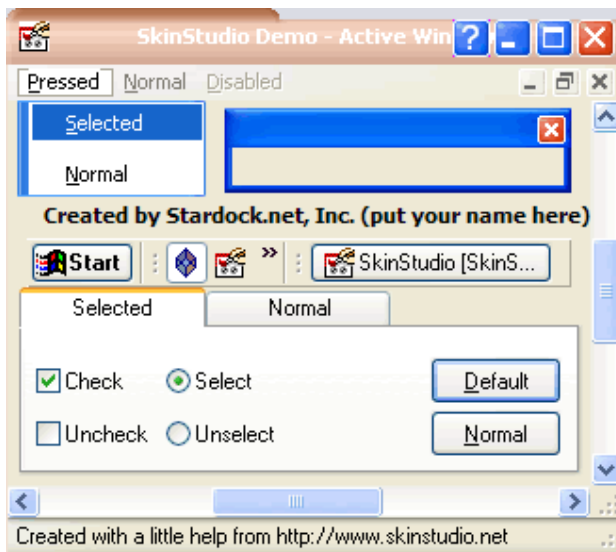 SkinStudio Demo - Active Win
Pressed Normal Disabled
Selected
Normal
Created by Stardock.net, Inc. (put your name here)
Start » SkinStudio [SkinS...
Selected Normal
Check Select Default
Uncheck Unselect Normal
Created with a little help from http://www.skinstudio.net